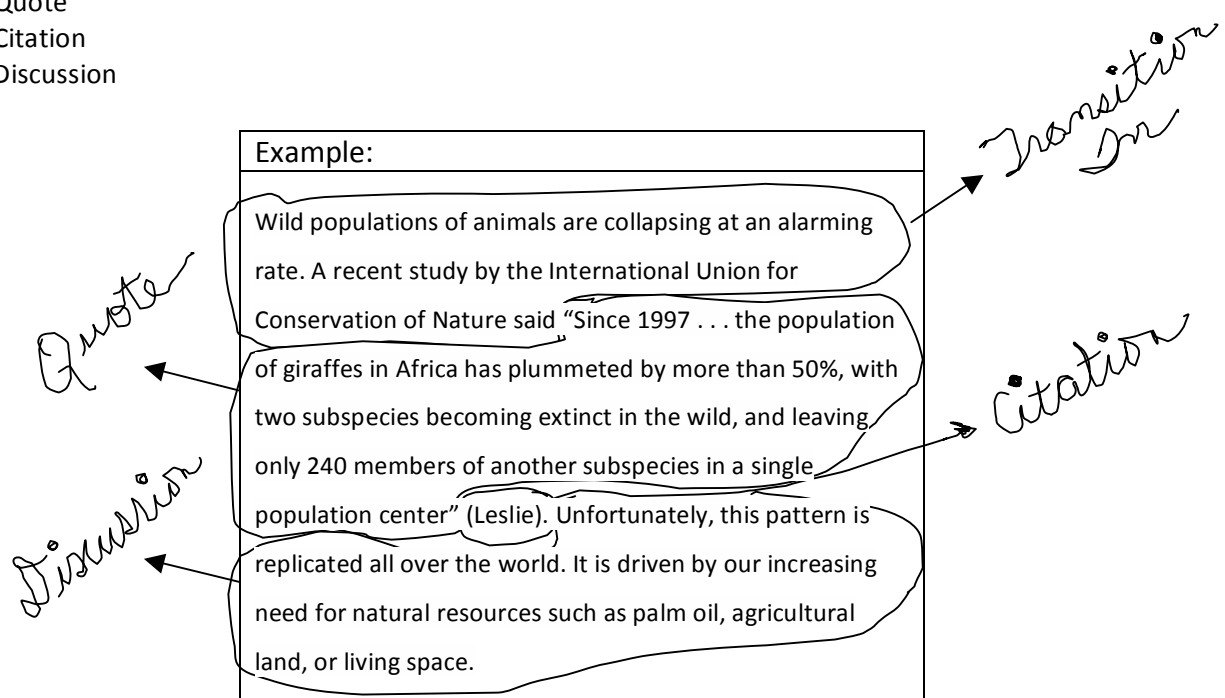 Quote
Citation
Discussion
Transition
In
Example:
Wild populations of animals are collapsing at an alarming
rate. A recent study by the International Union for
Conservation of Nature said “Since 1997 . . . the population
of giraffes in Africa has plummeted by more than 50%, with
two subspecies becoming extinct in the wild, and leaving
only 240 members of another subspecies in a single
population center” (Leslie). Unfortunately, this pattern is
replicated all over the world. It is driven by our increasing
need for natural resources such as palm oil, agricultural
land, or living space.
Quote
Citation
Discussion